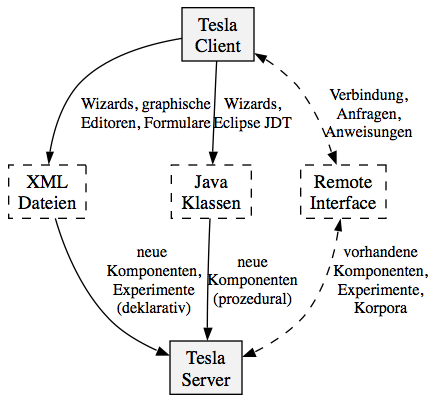 Tesla
Client
Wizards, graphische
Editoren, Formulare
Wizards,
Eclipse JDT
Verbindung,
Anfragen,
Anweisungen
XML
Dateien
Java
Klassen
Remote
Interface
neue
Komponenten,
Experimente
(deklarativ)
neue
Komponenten
(prozedural)
vorhandene
Komponenten,
Experimente,
Korpora
Tesla
Server